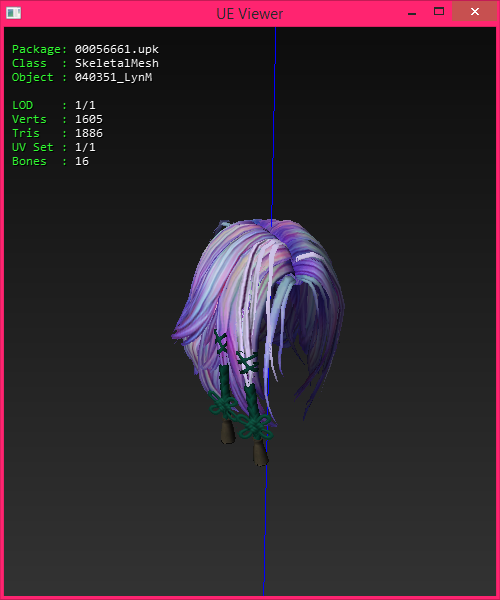 UE Viewer
Package: 00056661.upk
Class : SkeletalMesh
Object : 040351_LynM
LOD : 1/1
Verts : 1605
Tris : 1886
UV Set : 1/1
Bones : 16